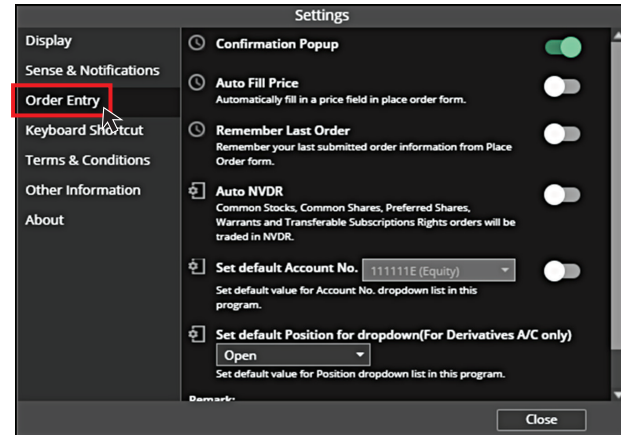 Settings
Display
Sense & Notifications
Order Entry
Keyboard Shortcut
Terms & Conditions
Other Information
About
Confirmation Popup
Auto Fill Price
Automatically fill in a price field in place order form.
Remember Last Order
Remember your last submitted order information from Place
Order form.
Auto NVDR
Common Stocks, Common Shares, Preferred Shares,
Warrants and Transferable Subscriptions Rights orders will be
traded in NVDR.
Set default Account No. 111111E (Equity)
Set default value for Account No. dropdown list in this
program.
Set default Position for dropdown(For Derivatives A/C only)
Open
Set default value for Position dropdown list in this program.
Remark:
Close